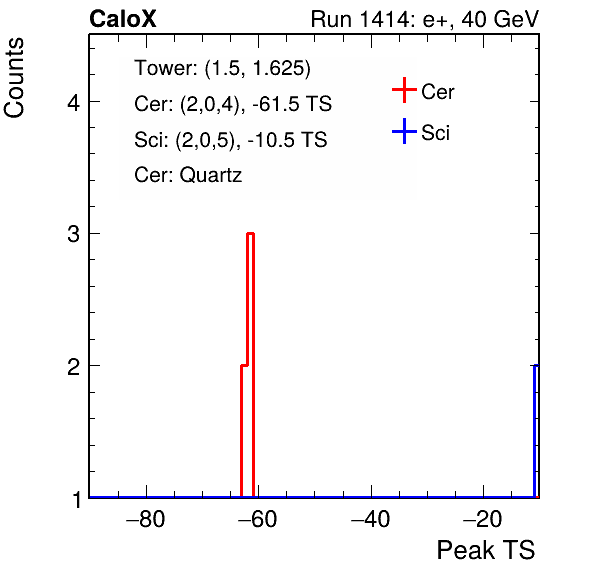 CaloX Run 1414: e+, 40 GeV
Counts
Tower: (1.5, 1.625)
Cer: (2,0,4), -61.5 TS
Sci: (2,0,5), -10.5 TS
Cer: Quartz
Cer
Sci
4
3
2
1
−80 −60 −40 −20
Peak TS